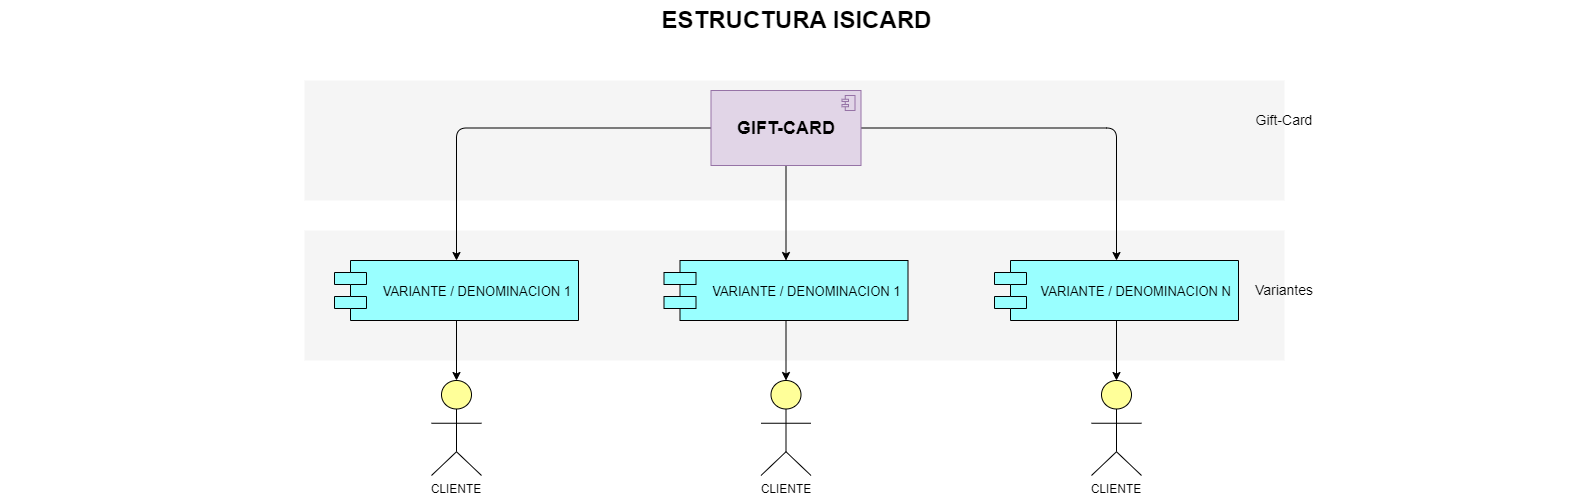 ESTRUCTURA ISICARD
GIFT-CARD
Gift-Card
VARIANTE / DENOMINACION 1
VARIANTE / DENOMINACION 1
VARIANTE / DENOMINACION N
Variantes
CLIENTE
CLIENTE
CLIENTE